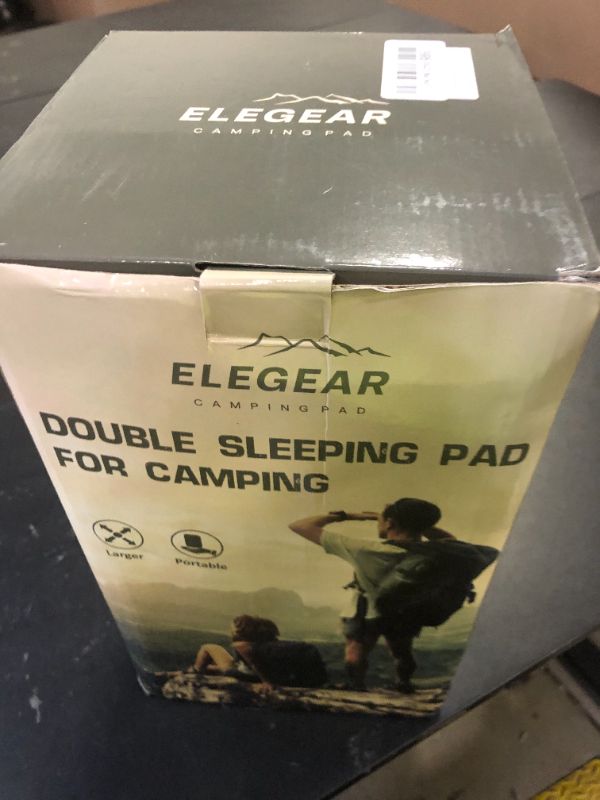 ELEGEAR
CAMPING PAD
ELEGEAR
CAMPING PAD
DOUBLE SLEEPING PAD
FOR CAMPING
Larger
Portable